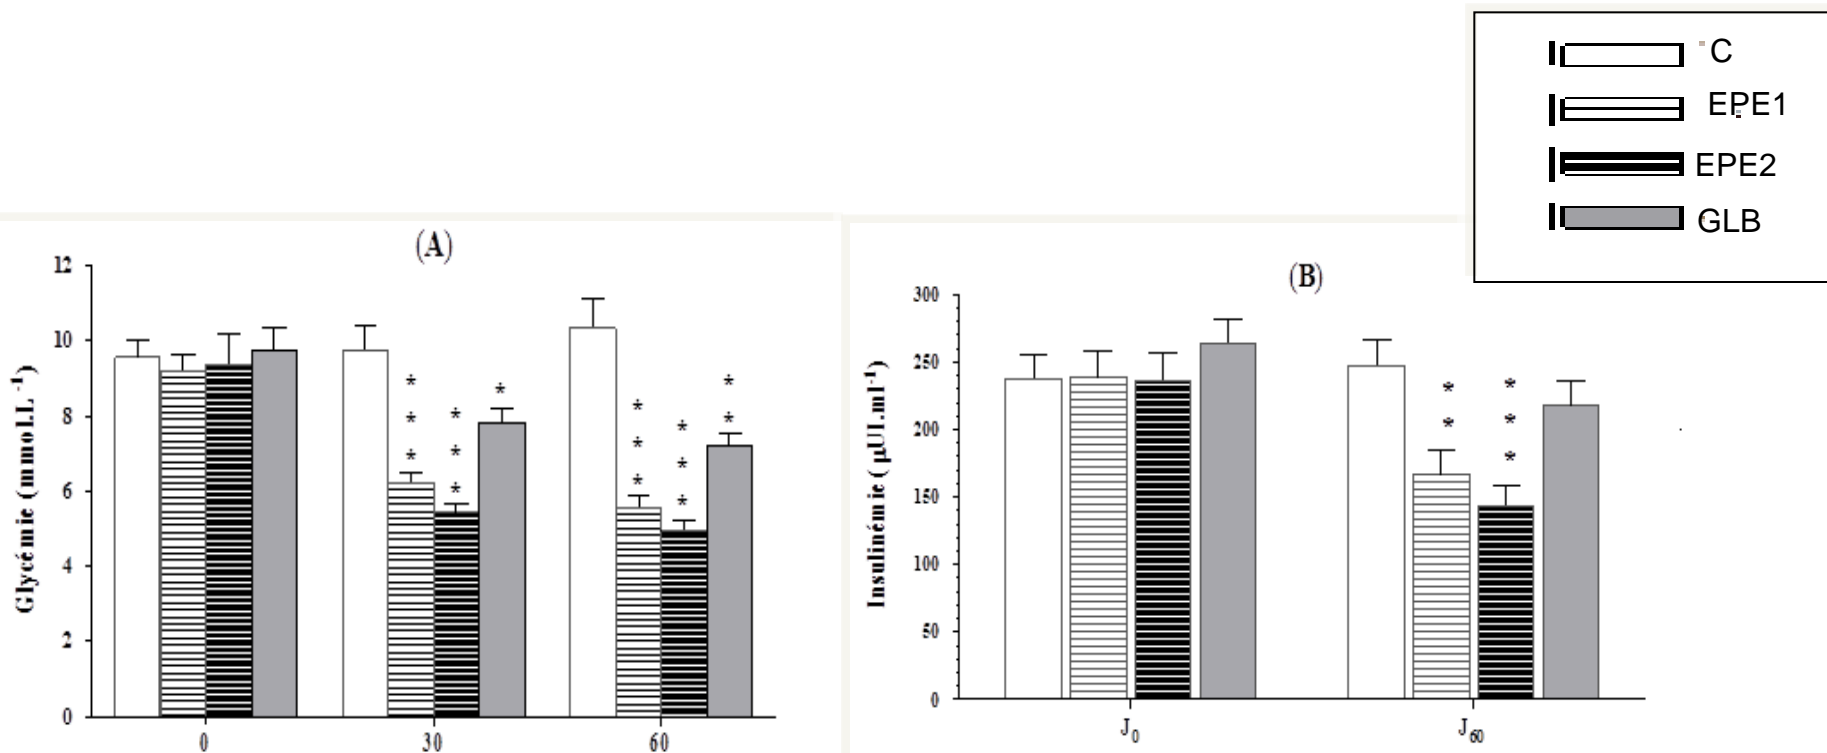 C
EPE1
EPE2
GLB
(A)
12
10
8
6
4
2
0
Glycémie (mmol.L⁻¹)
* * *
* * *
*
* * *
* * *
* *
0
30
60
(B)
300
250
200
150
100
50
0
Insulinémie (µUI.ml⁻¹)
* *
* * *
J₀
J₆₀